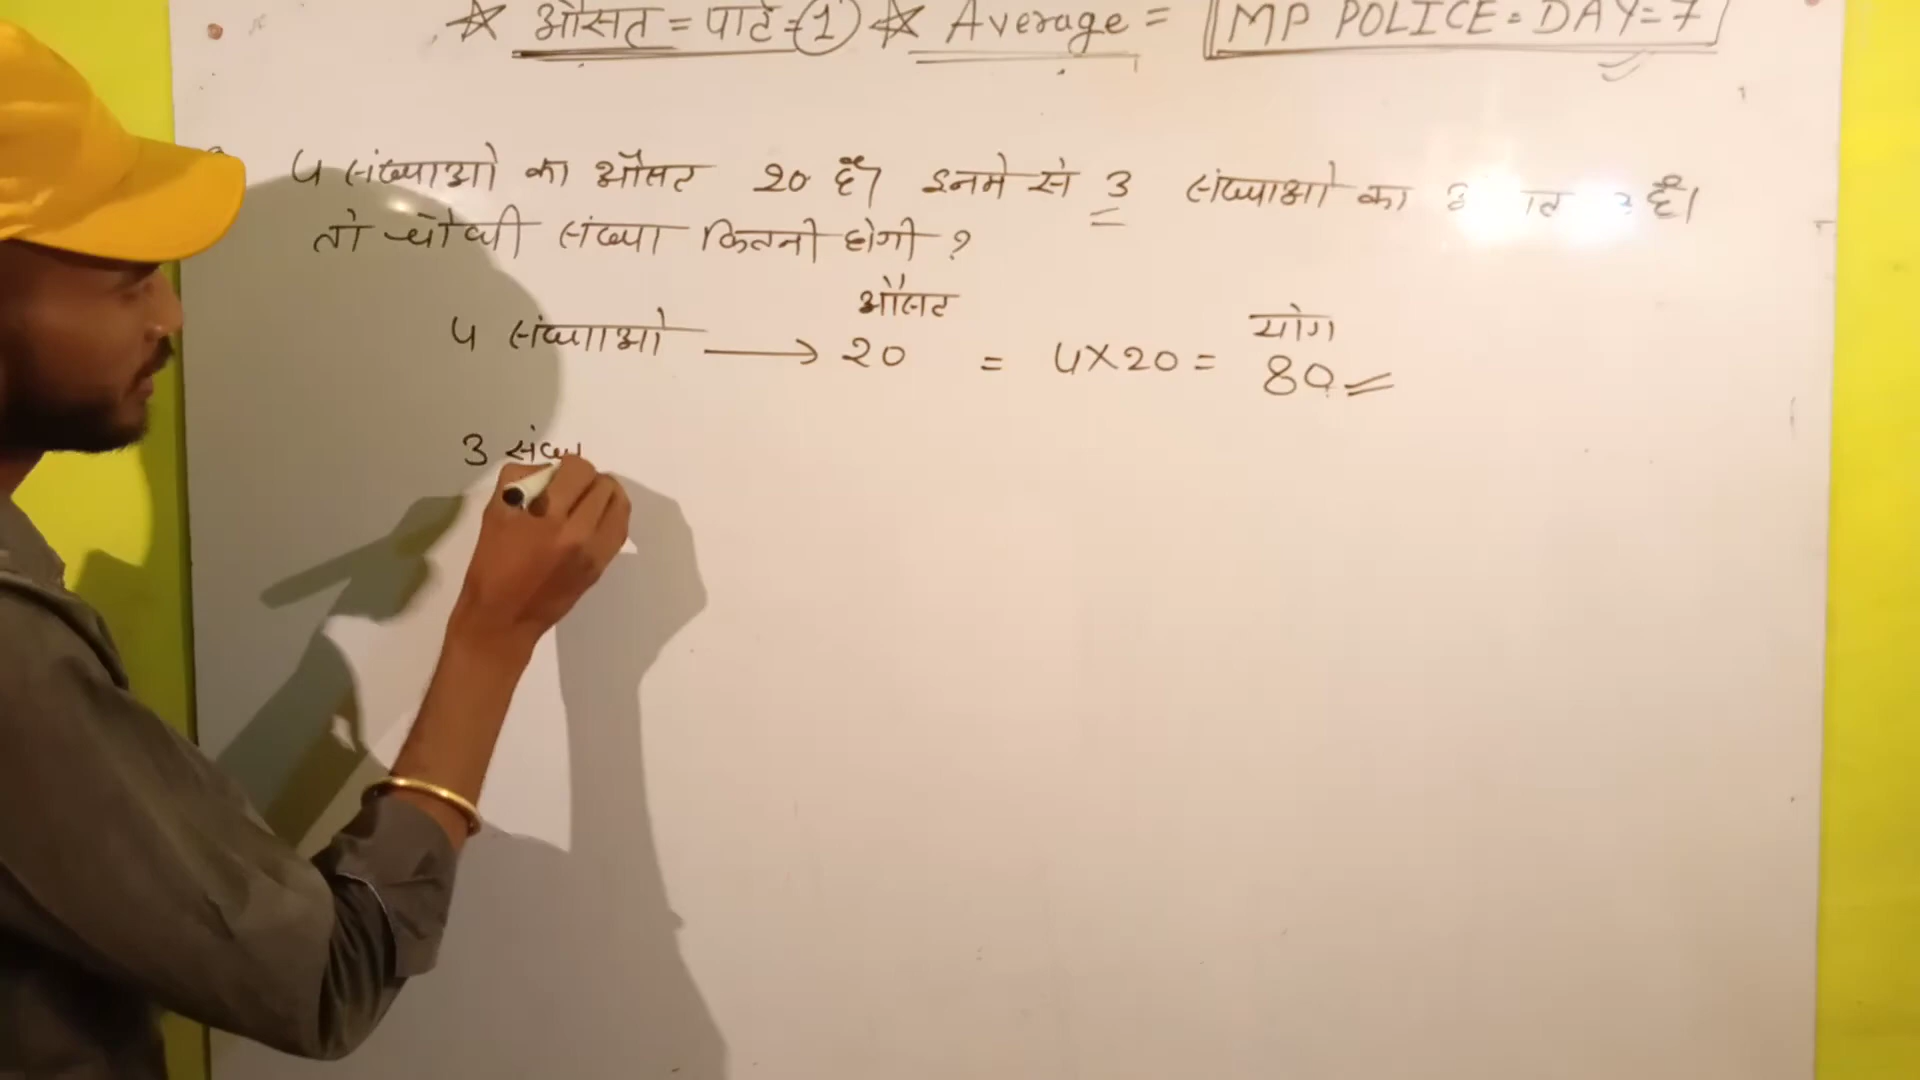 ☆ औसत = पार्ट = 1 ☆ Average = MP POLICE = DAY = 7
4 संख्याओ का औसत 20 है। इनमे से 3 संख्याओ का है।
तो चौथी संख्या कितनी होगी ?
औसत
योग
4 संख्याओ → 20 = 4×20 = 80
3 संख्य